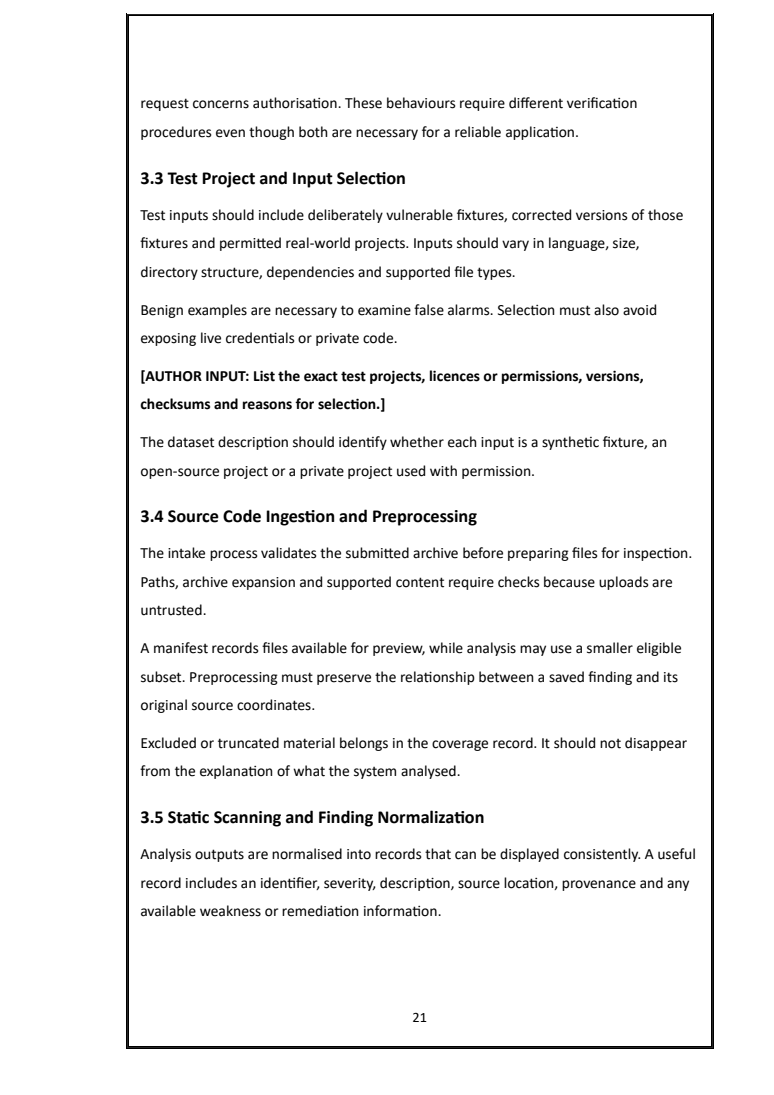 request concerns authorisation. These behaviours require different verification
procedures even though both are necessary for a reliable application.
3.3 Test Project and Input Selection
Test inputs should include deliberately vulnerable fixtures, corrected versions of those
fixtures and permitted real-world projects. Inputs should vary in language, size,
directory structure, dependencies and supported file types.
Benign examples are necessary to examine false alarms. Selection must also avoid
exposing live credentials or private code.
[AUTHOR INPUT: List the exact test projects, licences or permissions, versions,
checksums and reasons for selection.]
The dataset description should identify whether each input is a synthetic fixture, an
open-source project or a private project used with permission.
3.4 Source Code Ingestion and Preprocessing
The intake process validates the submitted archive before preparing files for inspection.
Paths, archive expansion and supported content require checks because uploads are
untrusted.
A manifest records files available for preview, while analysis may use a smaller eligible
subset. Preprocessing must preserve the relationship between a saved finding and its
original source coordinates.
Excluded or truncated material belongs in the coverage record. It should not disappear
from the explanation of what the system analysed.
3.5 Static Scanning and Finding Normalization
Analysis outputs are normalised into records that can be displayed consistently. A useful
record includes an identifier, severity, description, source location, provenance and any
available weakness or remediation information.
21